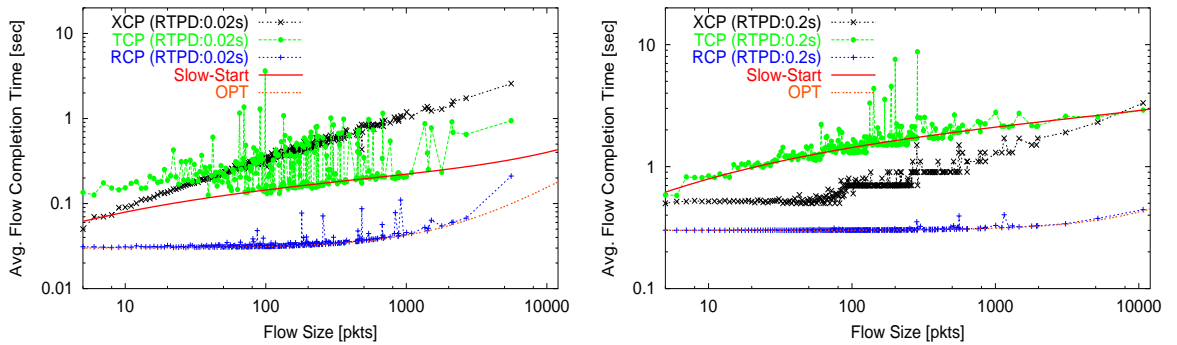 Avg. Flow Completion Time [sec]
10
1
0.1
0.01
XCP (RTPD:0.02s)
TCP (RTPD:0.02s)
RCP (RTPD:0.02s)
Slow-Start
OPT
10
100
1000
10000
Flow Size [pkts]
Avg. Flow Completion Time [sec]
10
1
0.1
XCP (RTPD:0.2s)
TCP (RTPD:0.2s)
RCP (RTPD:0.2s)
Slow-Start
OPT
10
100
1000
10000
Flow Size [pkts]